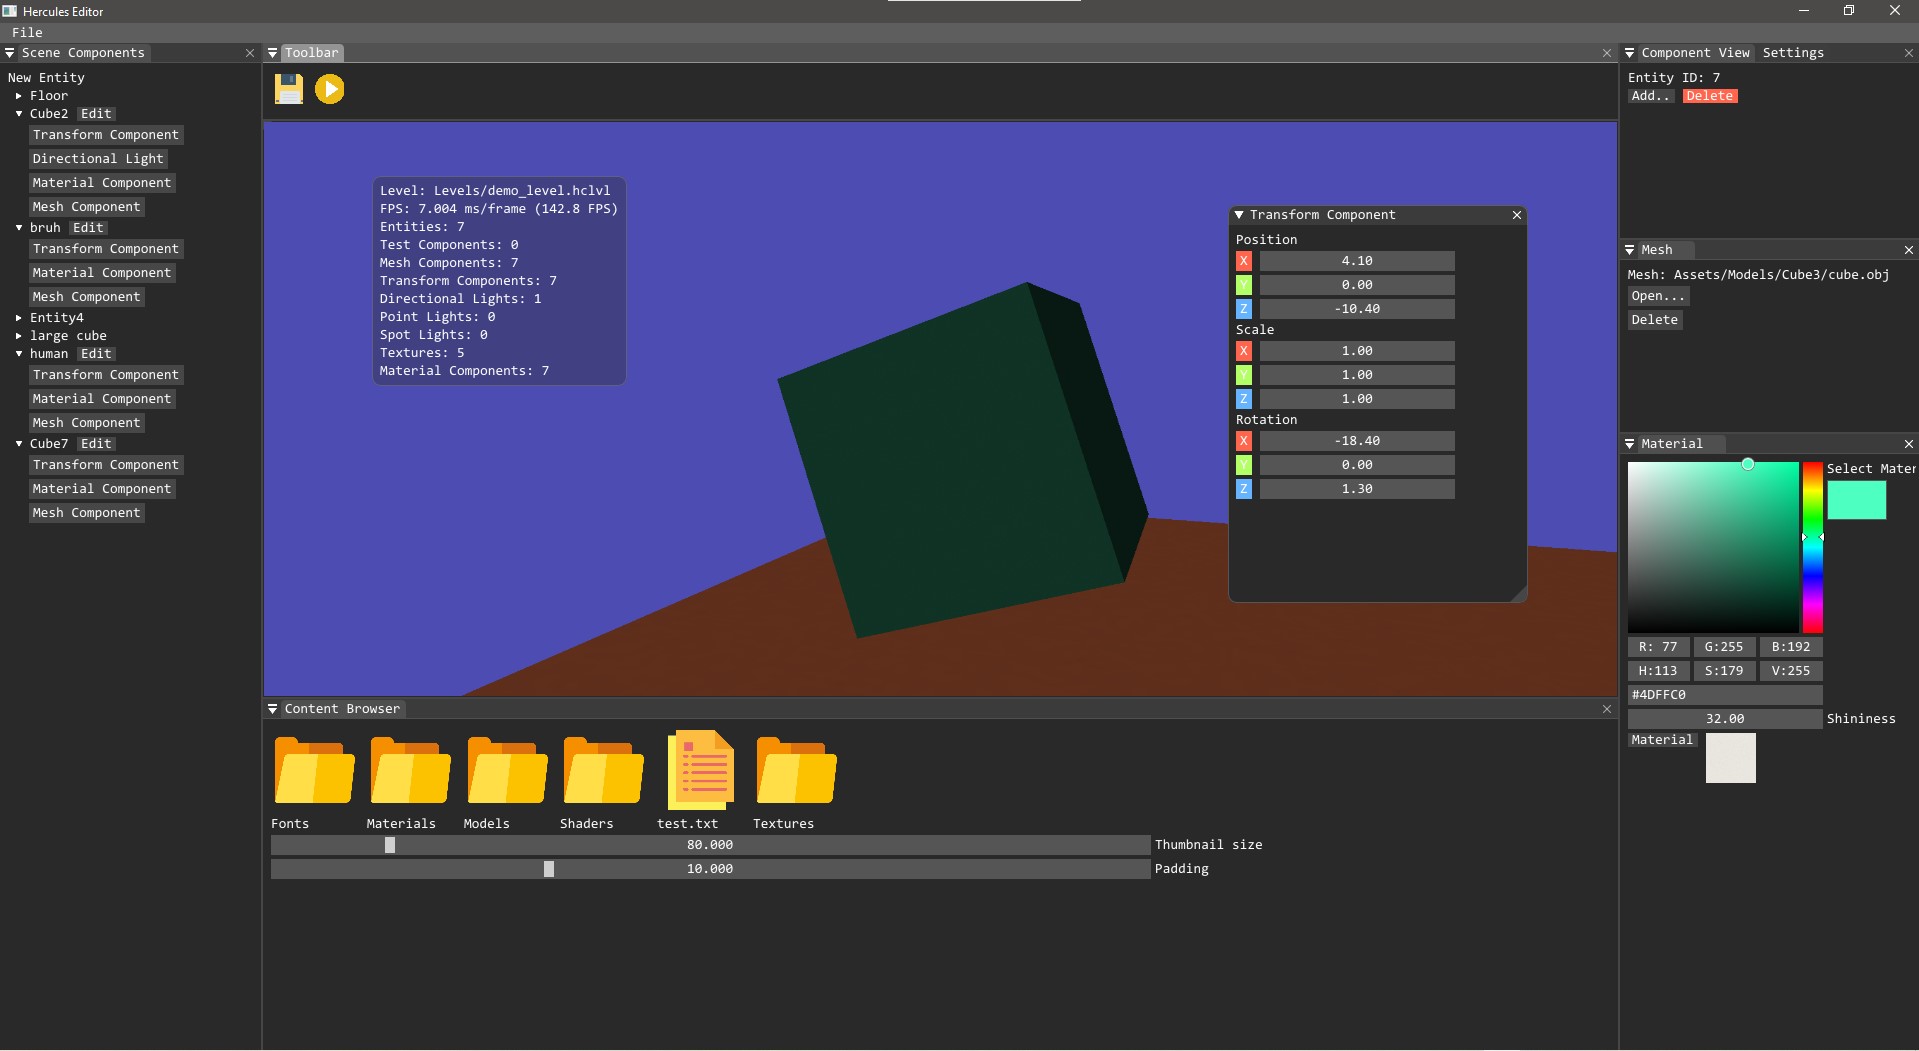 Hercules Editor
File
Scene Components
New Entity
Floor
Cube2 Edit
Transform Component
Directional Light
Material Component
Mesh Component
bruh Edit
Transform Component
Material Component
Mesh Component
Entity4
large cube
human Edit
Transform Component
Material Component
Mesh Component
Cube7 Edit
Transform Component
Material Component
Mesh Component
Toolbar
Level: Levels/demo_level.hclvl
FPS: 7.004 ms/frame (142.8 FPS)
Entities: 7
Test Components: 0
Mesh Components: 7
Transform Components: 7
Directional Lights: 1
Point Lights: 0
Spot Lights: 0
Textures: 5
Material Components: 7
Transform Component
Position
X 4.10
Y 0.00
Z -10.40
Scale
X 1.00
Y 1.00
Z 1.00
Rotation
X -18.40
Y 0.00
Z 1.30
Content Browser
Fonts Materials Models Shaders test.txt Textures
80.000 Thumbnail size
10.000 Padding
Component View Settings
Entity ID: 7
Add.. Delete
Mesh
Mesh: Assets/Models/Cube3/cube.obj
Open...
Delete
Material
Select Mater
R: 77 G:255 B:192
H:113 S:179 V:255
#4DFFC0
32.00 Shininess
Material